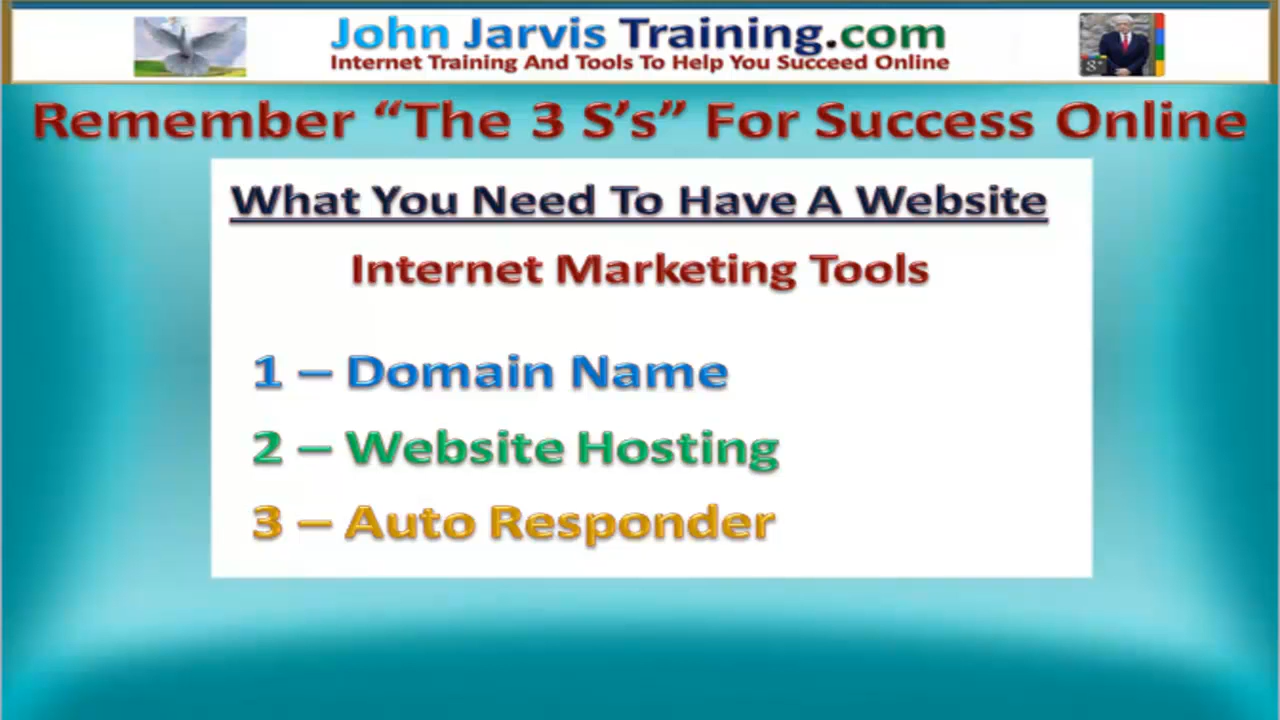 John Jarvis Training.com
Internet Training And Tools To Help You Succeed Online
Remember “The 3 S’s” For Success Online
What You Need To Have A Website
Internet Marketing Tools
1 – Domain Name
2 – Website Hosting
3 – Auto Responder